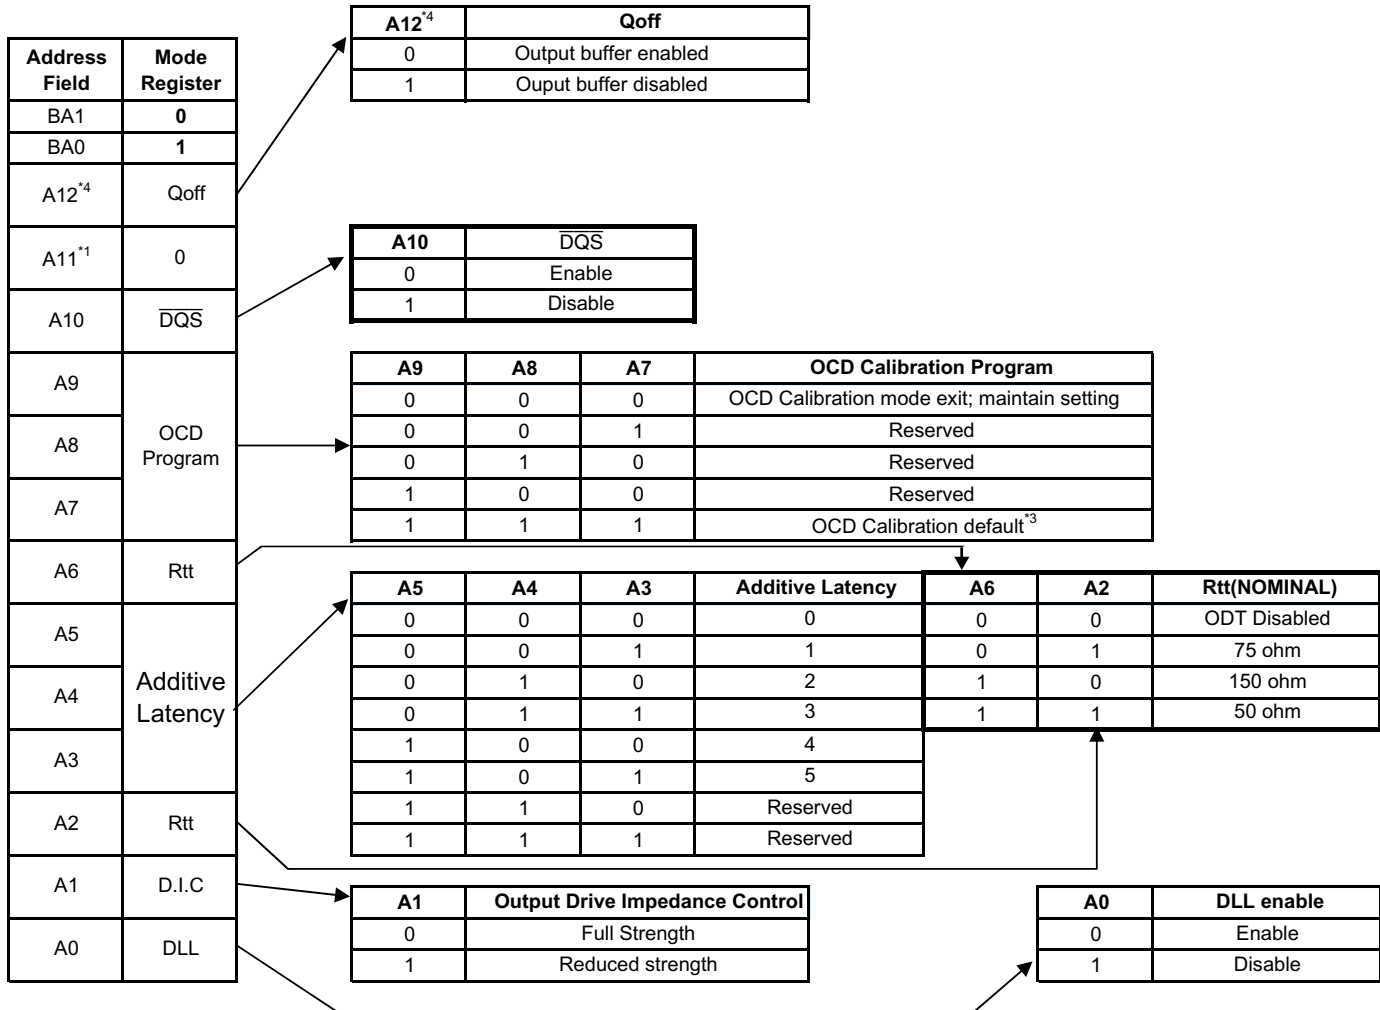 Address Field | Mode Register
BA1 | 0
BA0 | 1
A12*4 | Qoff
A11*1 | 0
A10 | D̅Q̅S̅
A9
A8
A7
OCD Program
A6 | Rtt
A5
A4
A3
Additive Latency
A2 | Rtt
A1 | D.I.C
A0 | DLL
A12*4 | Qoff
0 | Output buffer enabled
1 | Ouput buffer disabled
A10 | D̅Q̅S̅
0 | Enable
1 | Disable
A9 | A8 | A7 | OCD Calibration Program
0 | 0 | 0 | OCD Calibration mode exit; maintain setting
0 | 0 | 1 | Reserved
0 | 1 | 0 | Reserved
1 | 0 | 0 | Reserved
1 | 1 | 1 | OCD Calibration default*3
A5 | A4 | A3 | Additive Latency
0 | 0 | 0 | 0
0 | 0 | 1 | 1
0 | 1 | 0 | 2
0 | 1 | 1 | 3
1 | 0 | 0 | 4
1 | 0 | 1 | 5
1 | 1 | 0 | Reserved
1 | 1 | 1 | Reserved
A6 | A2 | Rtt(NOMINAL)
0 | 0 | ODT Disabled
0 | 1 | 75 ohm
1 | 0 | 150 ohm
1 | 1 | 50 ohm
A1 | Output Drive Impedance Control
0 | Full Strength
1 | Reduced strength
A0 | DLL enable
0 | Enable
1 | Disable